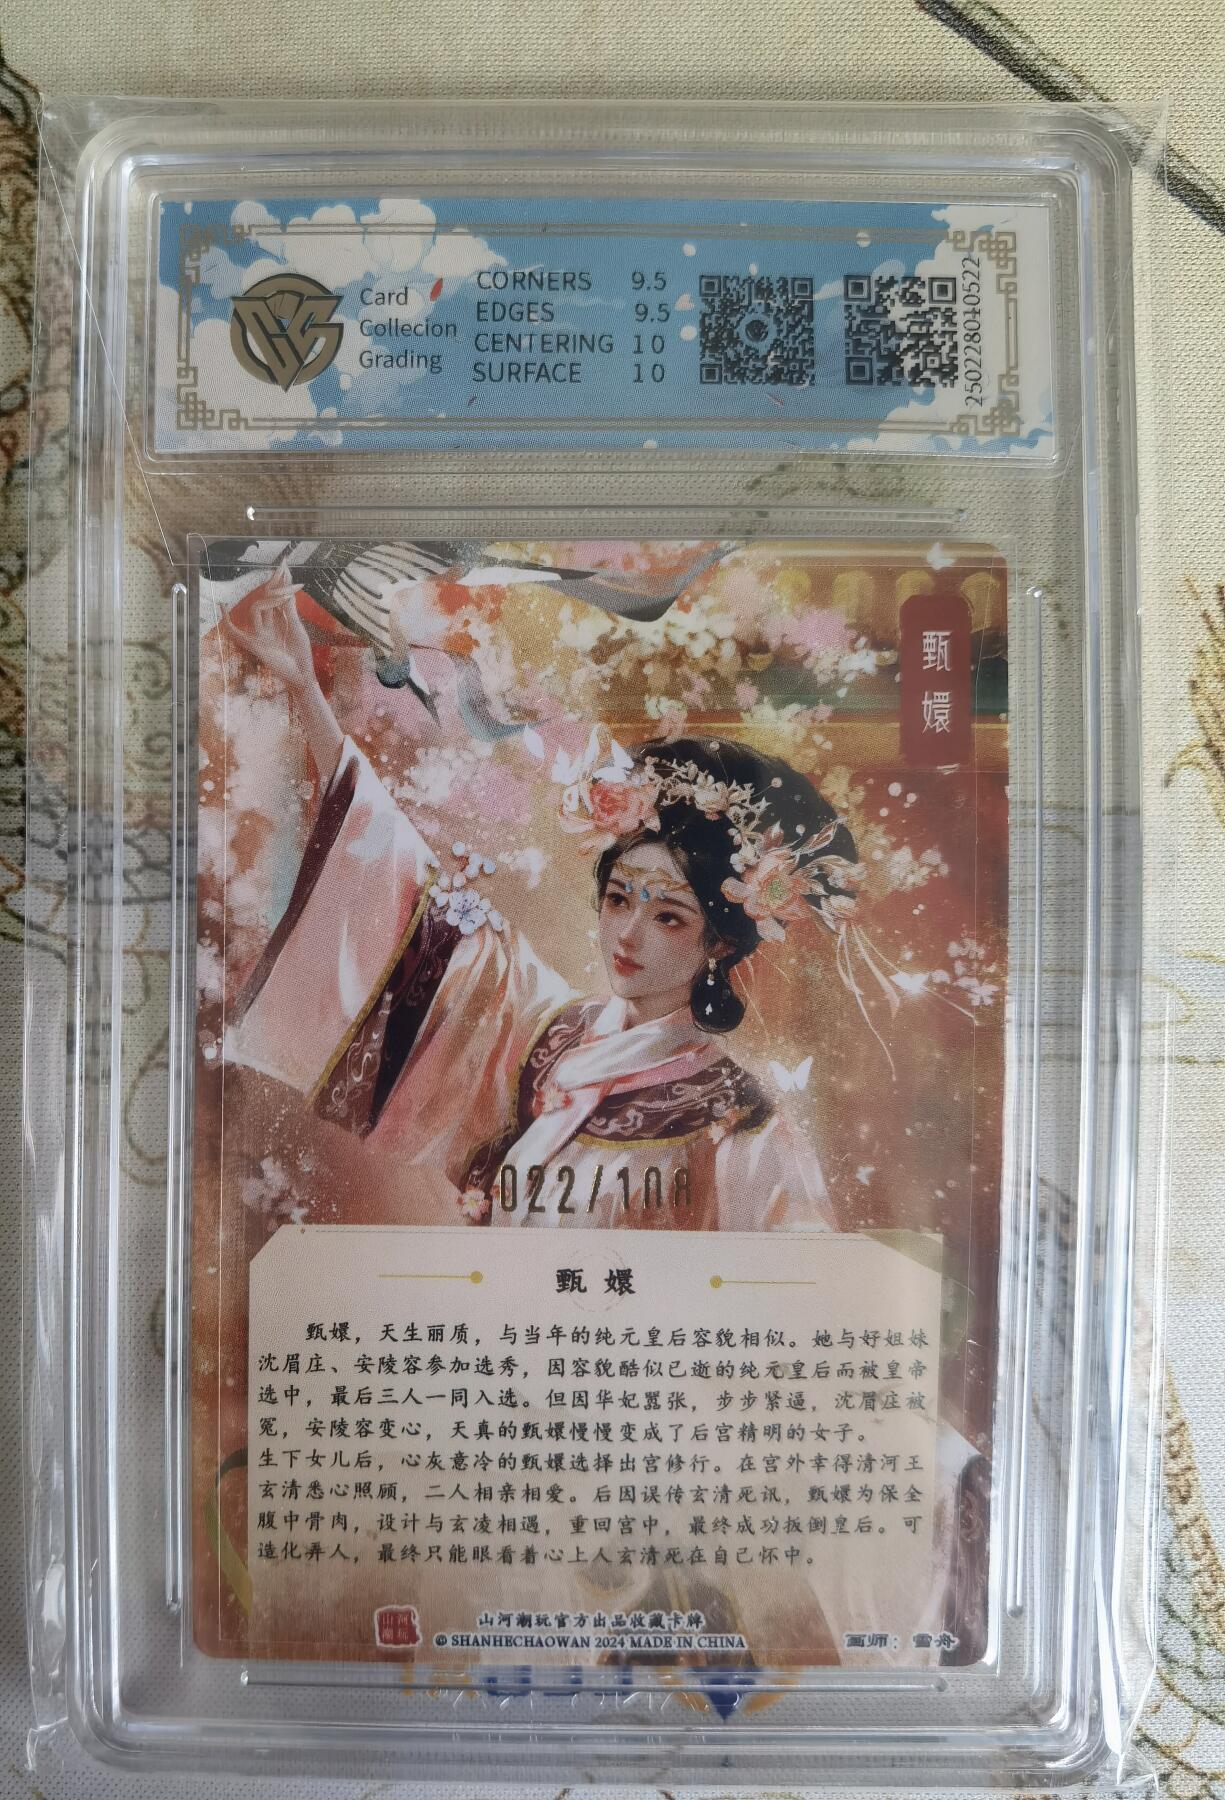 Card
Collecion
Grading
CORNERS 9.5
EDGES 9.5
CENTERING 10
SURFACE 10
250228010522
甄嬛
022/108
甄嬛
甄嬛，天生丽质，与当年的纯元皇后容貌相似。她与好姐妹
沈眉庄、安陵容参加选秀，因容貌酷似已逝的纯元皇后而被皇帝
选中，最后三人一同入选。但因华妃嚣张，步步紧逼，沈眉庄被
冤，安陵容变心，天真的甄嬛慢慢变成了后宫精明的女子。
生下女儿后，心灰意冷的甄嬛选择出宫修行。在宫外幸得清河王
玄清悉心照顾，二人相亲相爱。后因误传玄清死讯，甄嬛为保全
腹中骨肉，设计与玄凌相遇，重回宫中，最终成功扳倒皇后。可
造化弄人，最终只能眼看着心上人玄清死在自己怀中。
山河
潮玩
山河潮玩官方出品收藏卡牌
© SHANHECHAOWAN 2024 MADE IN CHINA
画师：雪舟